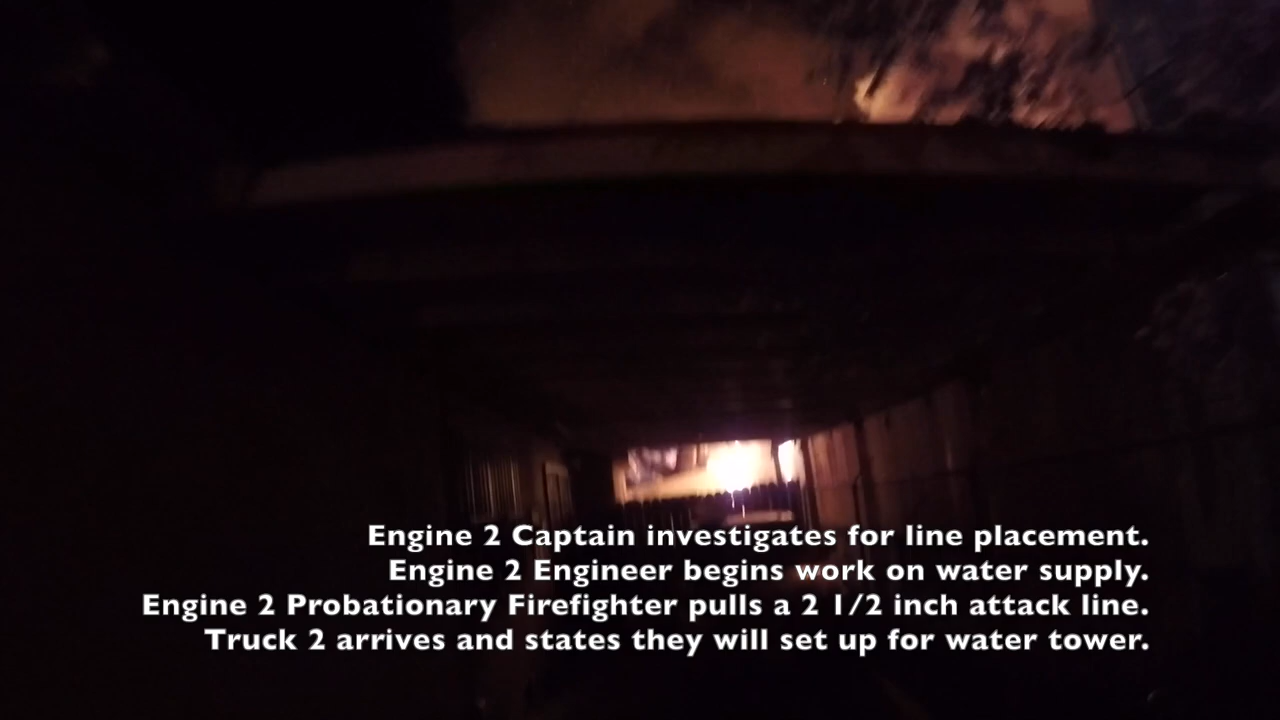 Engine 2 Captain investigates for line placement.
Engine 2 Engineer begins work on water supply.
Engine 2 Probationary Firefighter pulls a 2 1/2 inch attack line.
Truck 2 arrives and states they will set up for water tower.